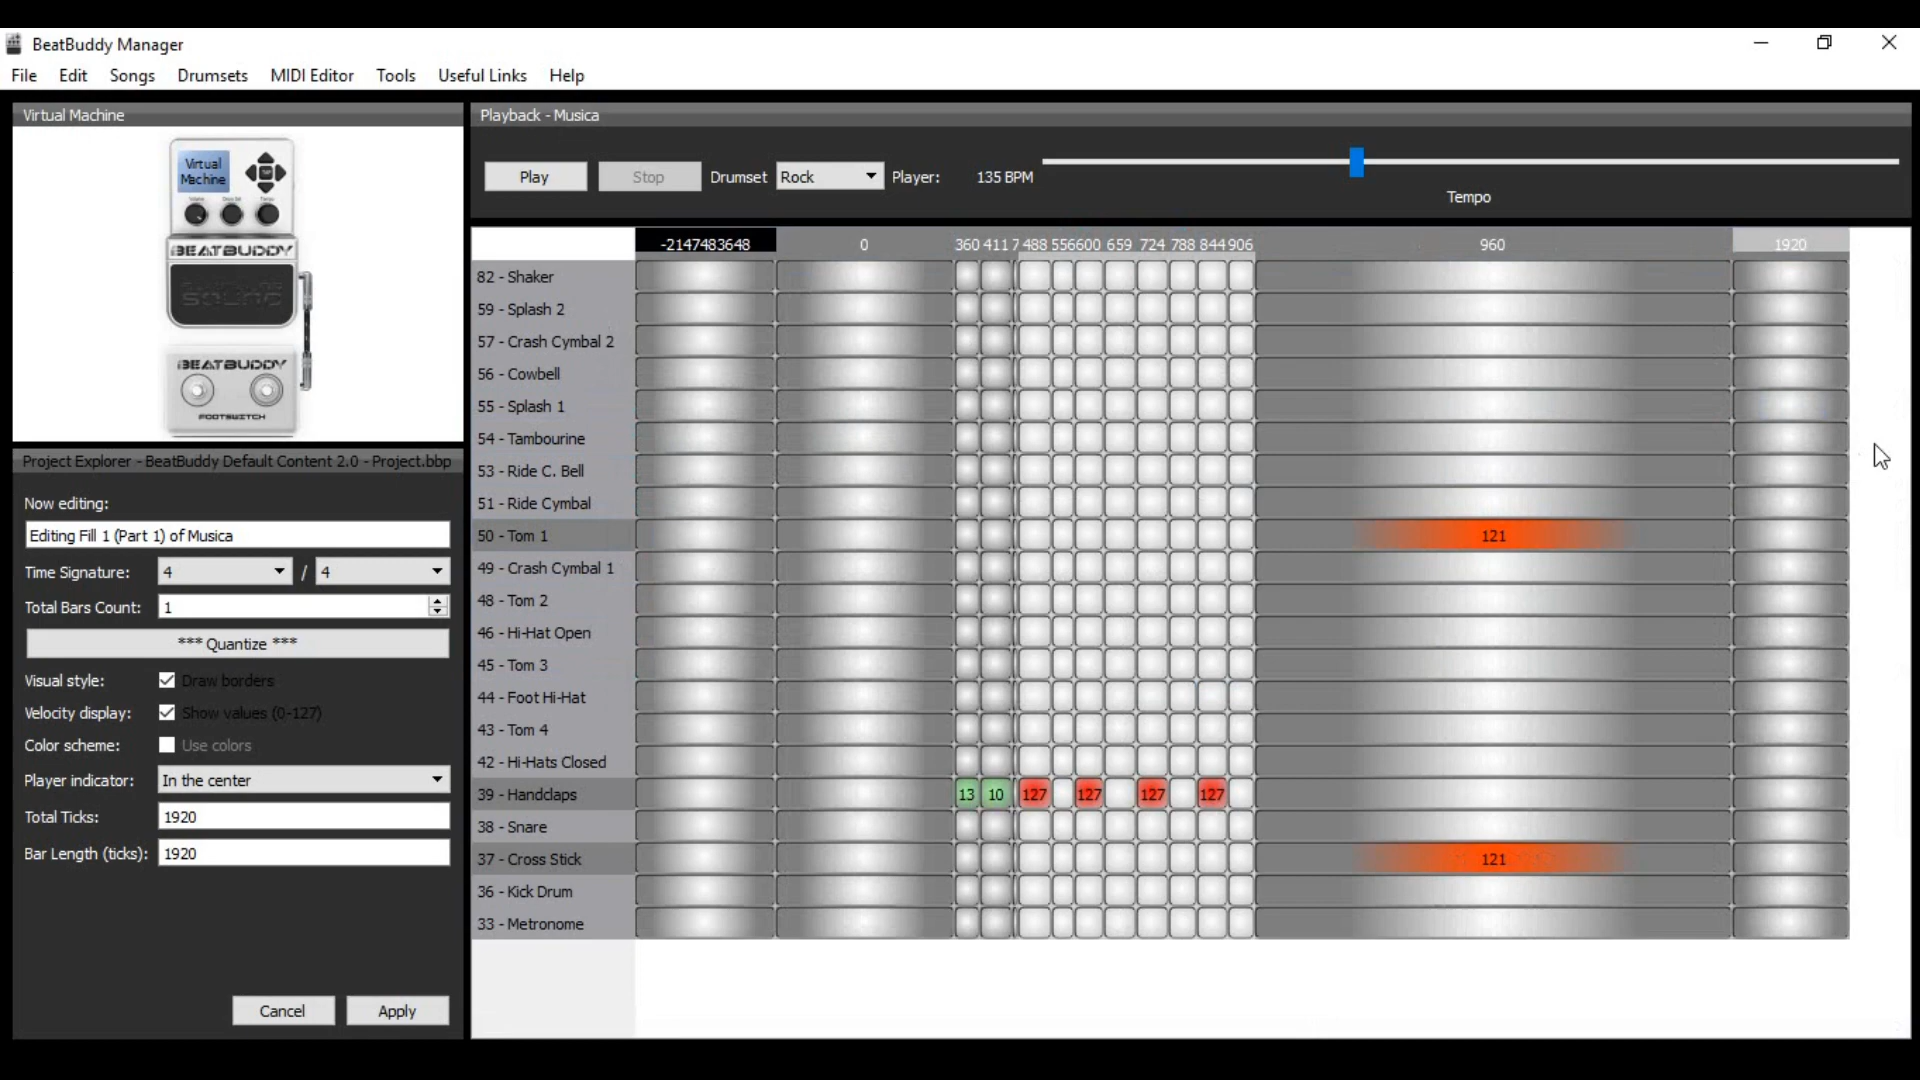 BeatBuddy Manager
File Edit Songs Drumsets MIDI Editor Tools Useful Links Help
Virtual Machine
Virtual
Machine
BEATBUDDY
BEATBUDDY
FOOTSWITCH
Playback - Musica
Play Stop Drumset Rock Player: 135 BPM
Tempo
Project Explorer - BeatBuddy Default Content 2.0 - Project.bbp
Now editing:
Editing Fill 1 (Part 1) of Musica
Time Signature: 4 / 4
Total Bars Count: 1
*** Quantize ***
Visual style: Draw borders
Velocity display: Show values (0-127)
Color scheme: Use colors
Player indicator: In the center
Total Ticks: 1920
Bar Length (ticks): 1920
Cancel Apply
-2147483648 0 360 411 7 488 556 600 659 724 788 844 906 960 1920
82 - Shaker
59 - Splash 2
57 - Crash Cymbal 2
56 - Cowbell
55 - Splash 1
54 - Tambourine
53 - Ride C. Bell
51 - Ride Cymbal
50 - Tom 1 121
49 - Crash Cymbal 1
48 - Tom 2
46 - Hi-Hat Open
45 - Tom 3
44 - Foot Hi-Hat
43 - Tom 4
42 - Hi-Hats Closed
39 - Handclaps 13 10 127 127 127 127
38 - Snare
37 - Cross Stick 121
36 - Kick Drum
33 - Metronome